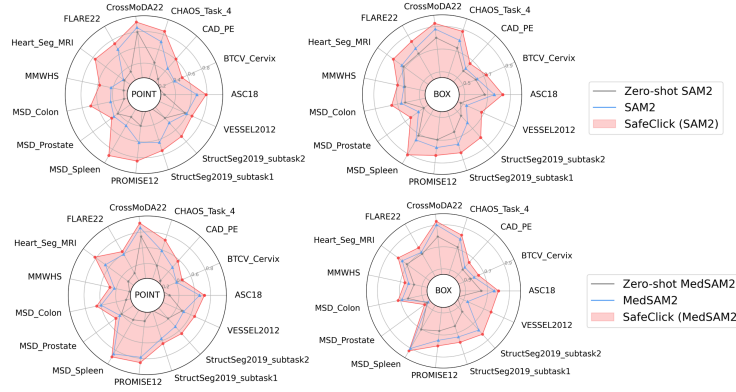 CrossMoDA22
CHAOS_Task_4
CAD_PE
BTCV_Cervix
ASC18
VESSEL2012
StructSeg2019_subtask2
StructSeg2019_subtask1
PROMISE12
MSD_Spleen
MSD_Prostate
MSD_Colon
MMWHS
Heart_Seg_MRI
FLARE22
POINT
CrossMoDA22
CHAOS_Task_4
CAD_PE
BTCV_Cervix
ASC18
VESSEL2012
StructSeg2019_subtask2
StructSeg2019_subtask1
PROMISE12
MSD_Spleen
MSD_Prostate
MSD_Colon
MMWHS
Heart_Seg_MRI
FLARE22
BOX
Zero-shot SAM2
SAM2
SafeClick (SAM2)
CrossMoDA22
CHAOS_Task_4
CAD_PE
BTCV_Cervix
ASC18
VESSEL2012
StructSeg2019_subtask2
StructSeg2019_subtask1
PROMISE12
MSD_Spleen
MSD_Prostate
MSD_Colon
MMWHS
Heart_Seg_MRI
FLARE22
POINT
CrossMoDA22
CHAOS_Task_4
CAD_PE
BTCV_Cervix
ASC18
VESSEL2012
StructSeg2019_subtask2
StructSeg2019_subtask1
PROMISE12
MSD_Spleen
MSD_Prostate
MSD_Colon
MMWHS
Heart_Seg_MRI
FLARE22
BOX
Zero-shot MedSAM2
MedSAM2
SafeClick (MedSAM2